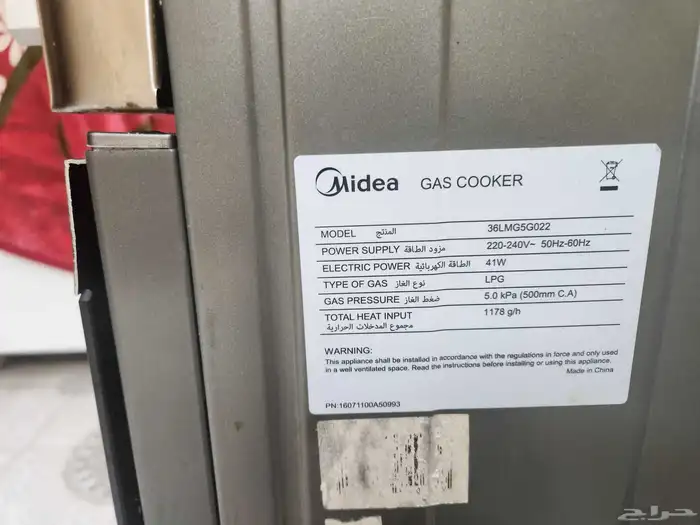 Midea GAS COOKER
MODEL المنتج 36LMG5G022
POWER SUPPLY مزود الطاقة 220-240V~ 50Hz-60Hz
ELECTRIC POWER الطاقة الكهربائية 41W
TYPE OF GAS نوع الغاز LPG
GAS PRESSURE ضغط الغاز 5.0 kPa (500mm C.A)
TOTAL HEAT INPUT 1178 g/h
مجموع المدخلات الحرارية
WARNING:
This appliance shall be installed in accordance with the regulations in force and only used
in a well ventilated space. Read the instructions before installing or using this appliance.
Made in China
PN:16071100A50993
حراج